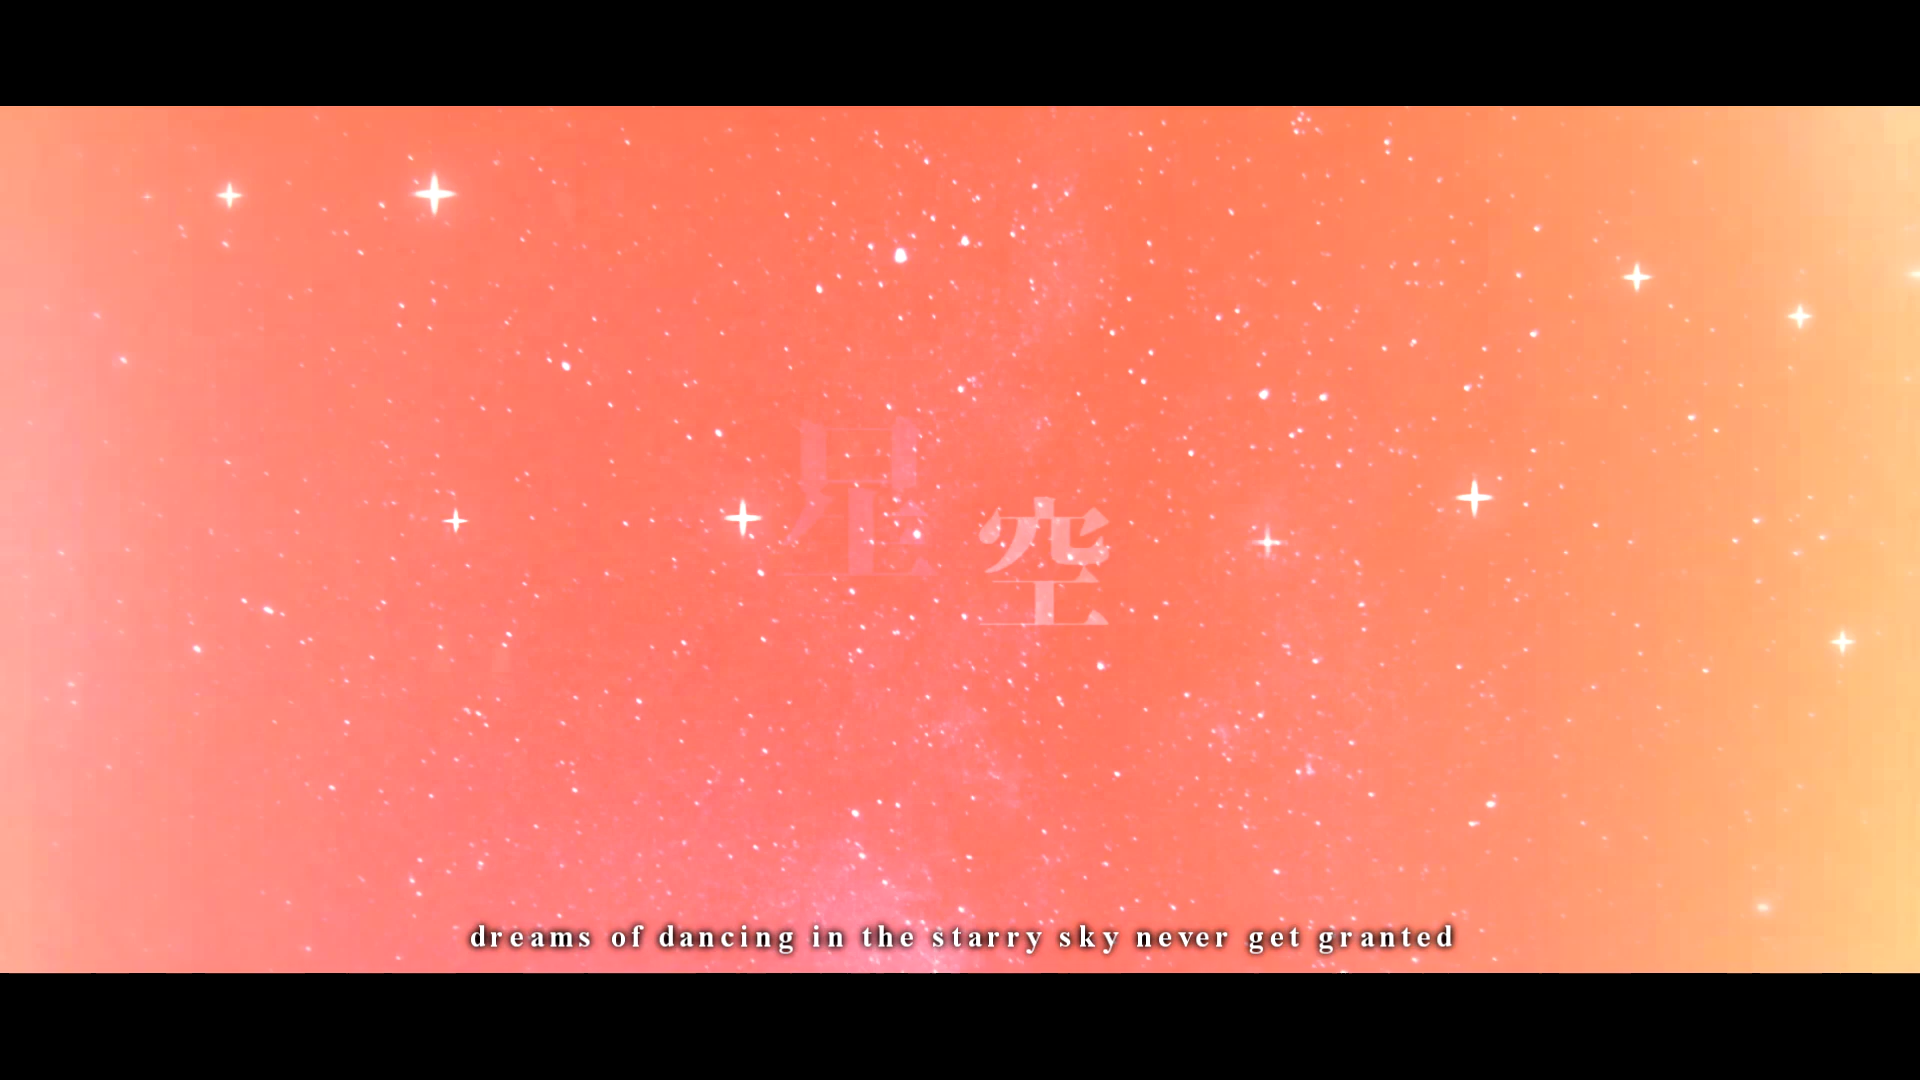 星空
dreams of dancing in the starry sky never get granted